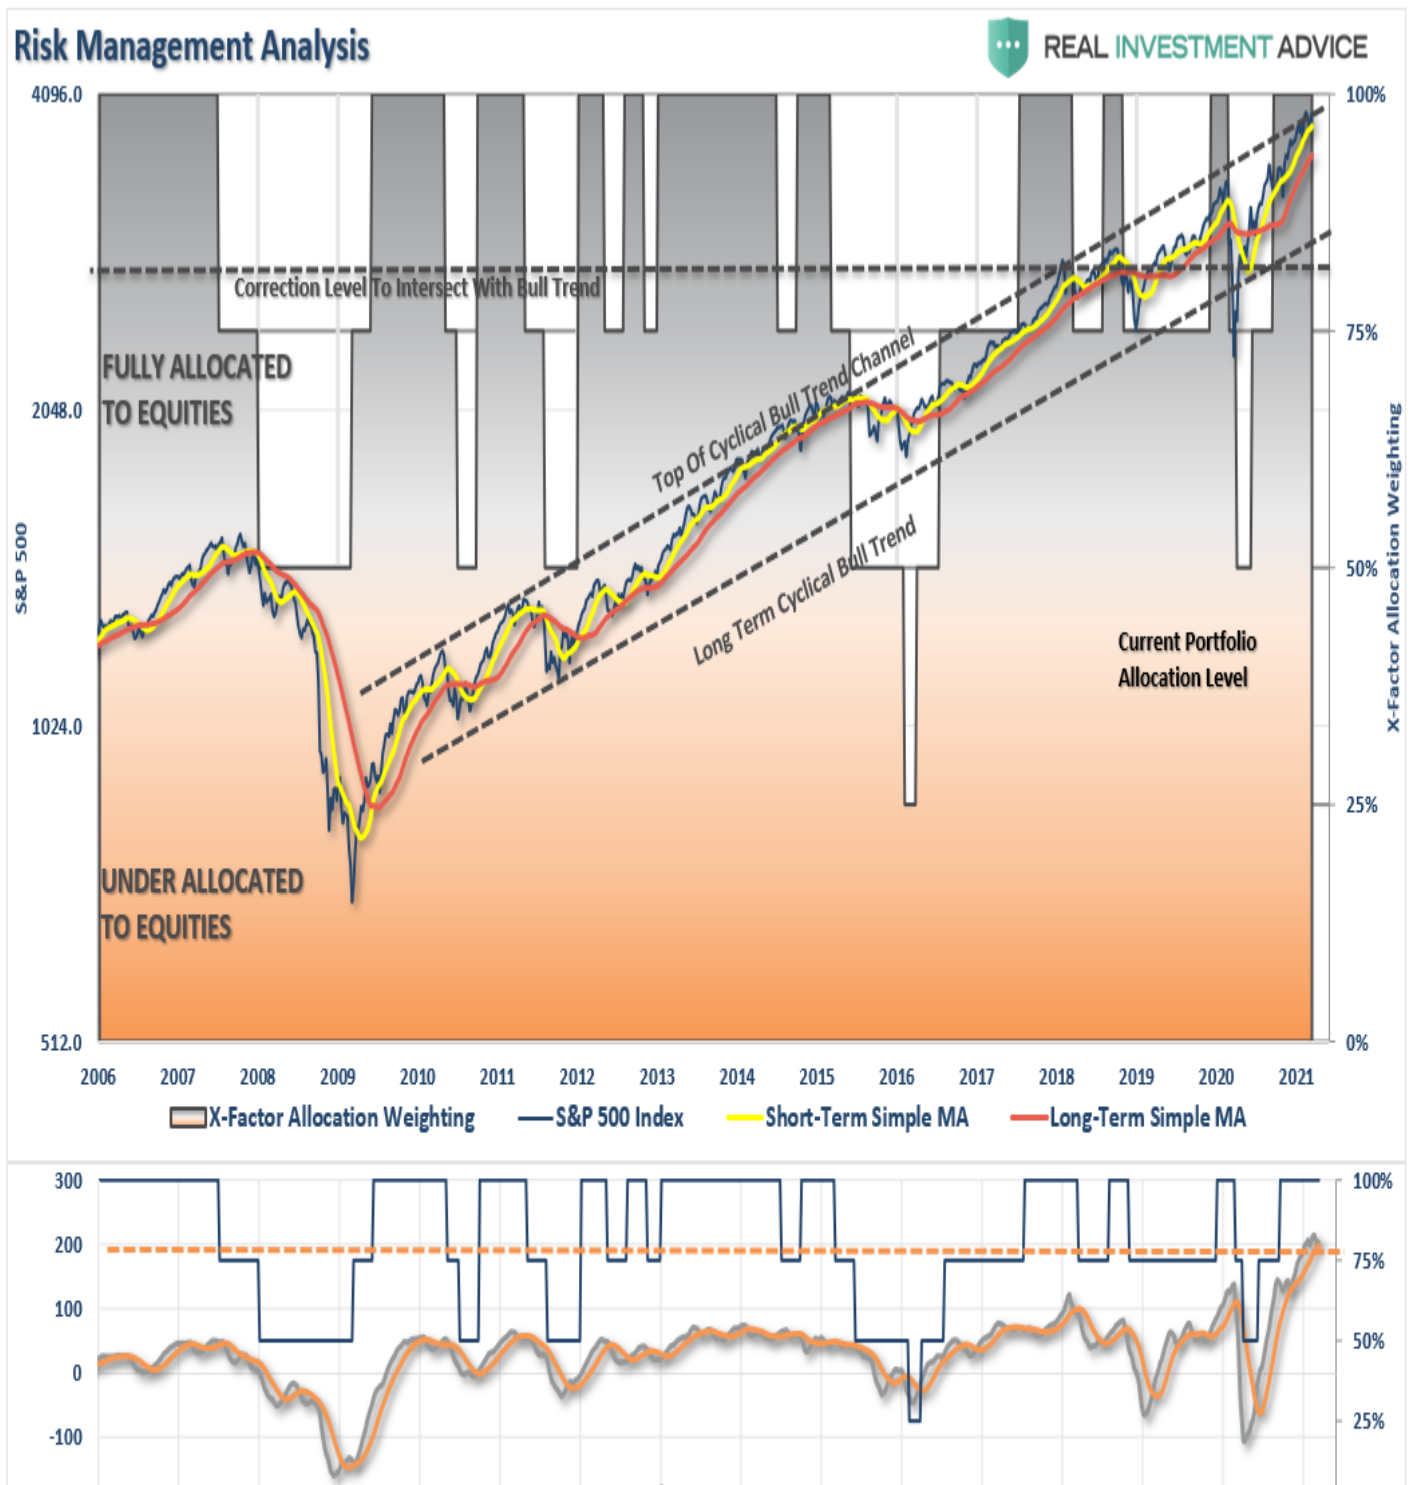 Risk Management Analysis
REAL INVESTMENT ADVICE
4096.0
100%
Correction Level To Intersect With Bull Trend
75%
FULLY ALLOCATED
TO EQUITIES
2048.0
Top Of Cyclical Bull Trend Channel
Long Term Cyclical Bull Trend
S&P 500
X-Factor Allocation Weighting
50%
Current Portfolio
Allocation Level
1024.0
25%
UNDER ALLOCATED
TO EQUITIES
512.0
0%
2006 2007 2008 2009 2010 2011 2012 2013 2014 2015 2016 2017 2018 2019 2020 2021
X-Factor Allocation Weighting S&P 500 Index Short-Term Simple MA Long-Term Simple MA
300
100%
200
75%
100
50%
0
25%
-100